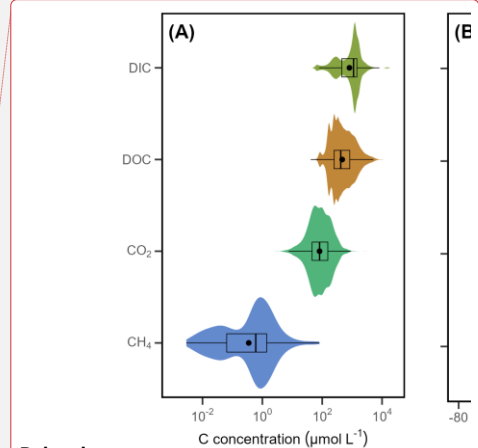 (A)
(B
DIC
DOC
CO₂
CH₄
10⁻² 10⁰ 10² 10⁴
-80
C concentration (µmol L⁻¹)